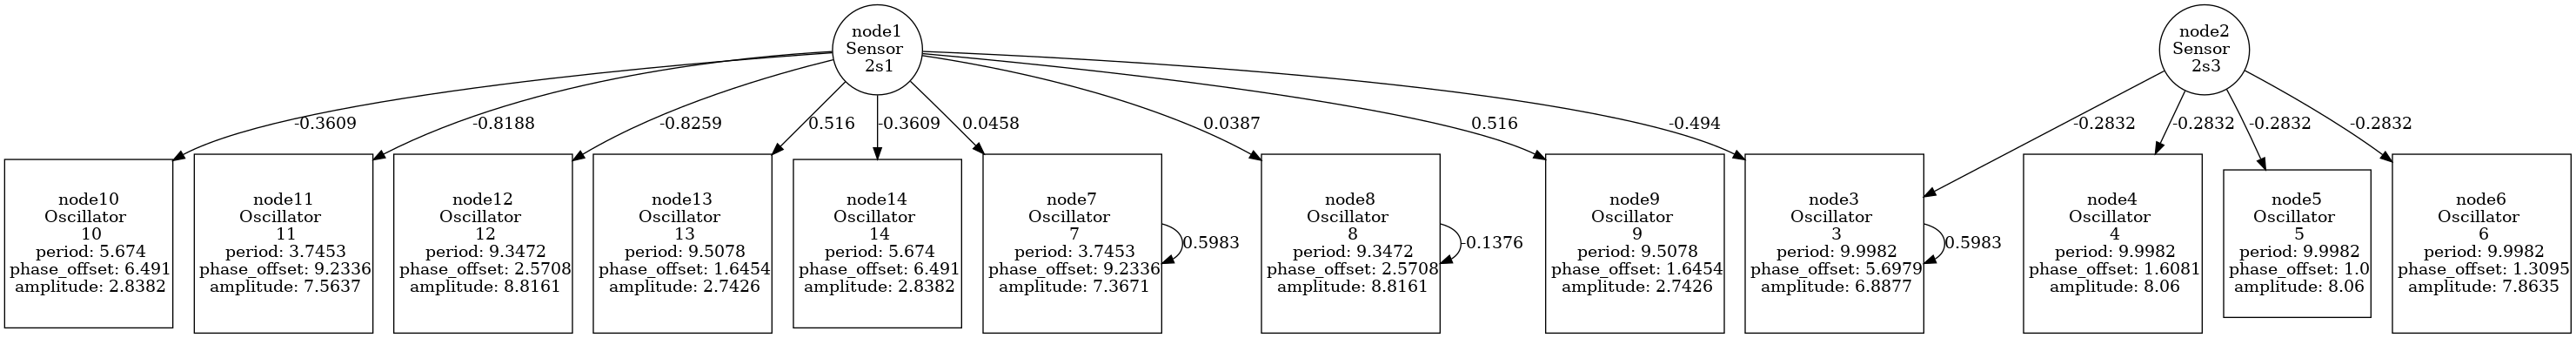 node1
Sensor
2s1
node2
Sensor
2s3
-0.3609
-0.8188
-0.8259
0.516
-0.3609
0.0458
0.0387
0.516
-0.494
-0.2832
-0.2832
-0.2832
-0.2832
node10
Oscillator
10
period: 5.674
phase_offset: 6.491
amplitude: 2.8382
node11
Oscillator
11
period: 3.7453
phase_offset: 9.2336
amplitude: 7.5637
node12
Oscillator
12
period: 9.3472
phase_offset: 2.5708
amplitude: 8.8161
node13
Oscillator
13
period: 9.5078
phase_offset: 1.6454
amplitude: 2.7426
node14
Oscillator
14
period: 5.674
phase_offset: 6.491
amplitude: 2.8382
node7
Oscillator
7
period: 3.7453
phase_offset: 9.2336
amplitude: 7.3671
0.5983
node8
Oscillator
8
period: 9.3472
phase_offset: 2.5708
amplitude: 8.8161
-0.1376
node9
Oscillator
9
period: 9.5078
phase_offset: 1.6454
amplitude: 2.7426
node3
Oscillator
3
period: 9.9982
phase_offset: 5.6979
amplitude: 6.8877
0.5983
node4
Oscillator
4
period: 9.9982
phase_offset: 1.6081
amplitude: 8.06
node5
Oscillator
5
period: 9.9982
phase_offset: 1.0
amplitude: 8.06
node6
Oscillator
6
period: 9.9982
phase_offset: 1.3095
amplitude: 7.8635